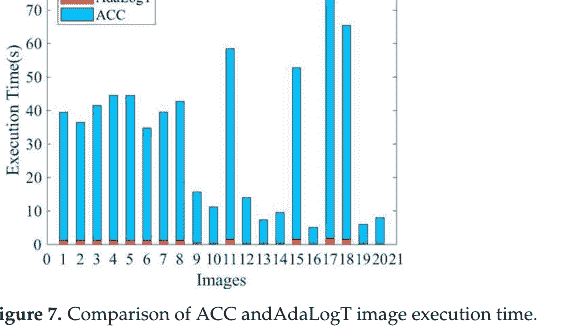 70
AdaLogT
ACC
60
50
40
30
20
10
0
Execution Time(s)
0 1 2 3 4 5 6 7 8 9 10 11 12 13 14 15 16 17 18 19 20 21
Images
igure 7. Comparison of ACC andAdaLogT image execution time.